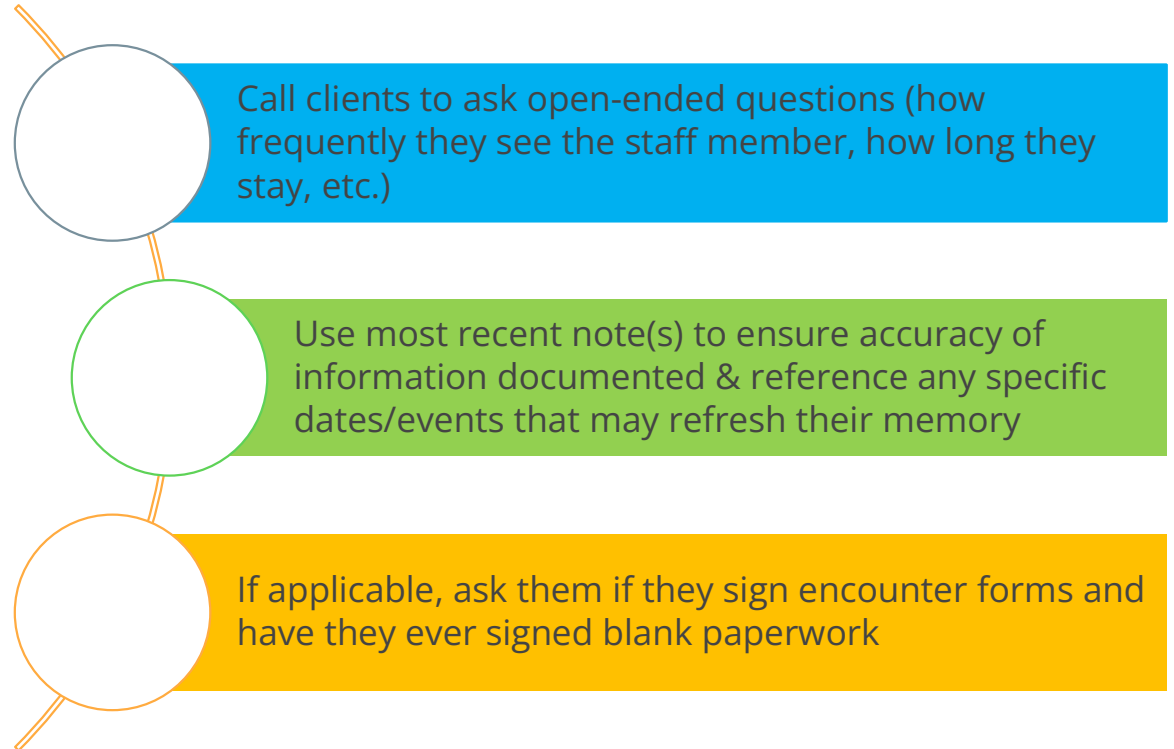 Call clients to ask open-ended questions (how
frequently they see the staff member, how long they
stay, etc.)
Use most recent note(s) to ensure accuracy of
information documented & reference any specific
dates/events that may refresh their memory
If applicable, ask them if they sign encounter forms and
have they ever signed blank paperwork